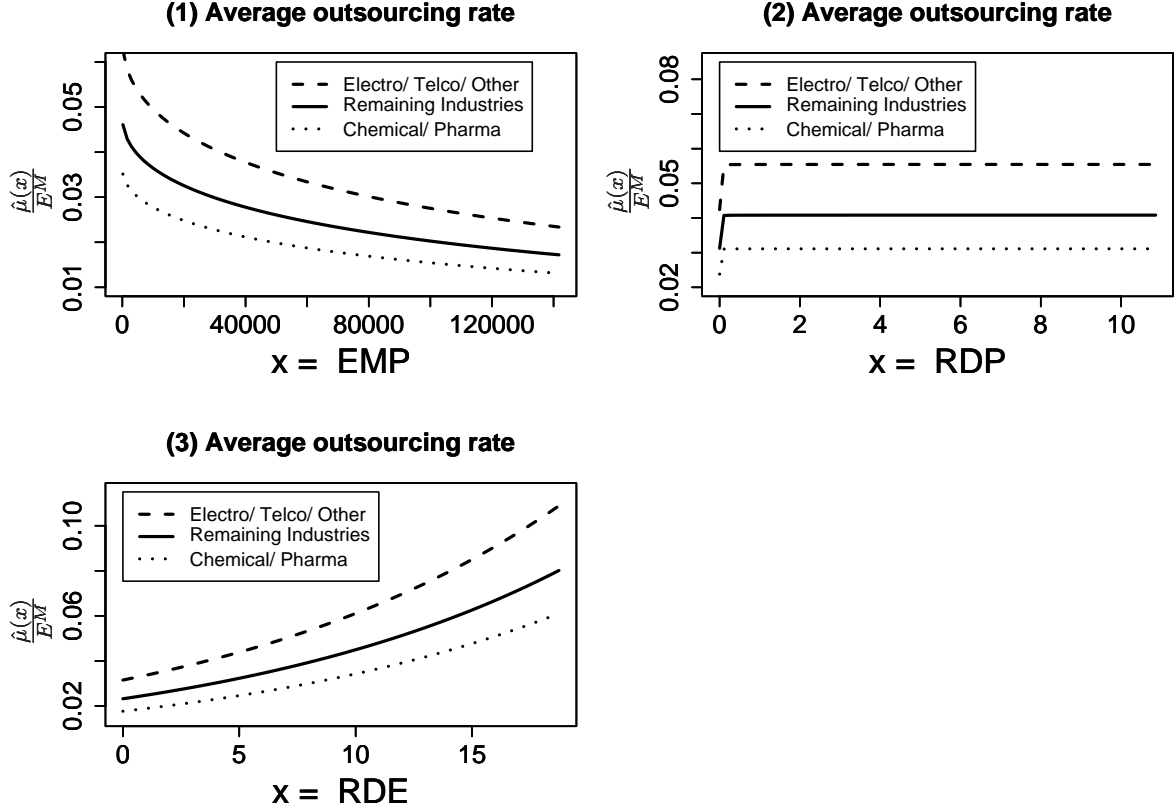 (1) Average outsourcing rate
Electro/ Telco/ Other
Remaining Industries
Chemical/ Pharma
0.05
0.03
0.01
μ̂(x)
E^M
0 40000 80000 120000
x = EMP
(2) Average outsourcing rate
Electro/ Telco/ Other
Remaining Industries
Chemical/ Pharma
0.08
0.05
0.02
μ̂(x)
E^M
0 2 4 6 8 10
x = RDP
(3) Average outsourcing rate
Electro/ Telco/ Other
Remaining Industries
Chemical/ Pharma
0.10
0.06
0.02
μ̂(x)
E^M
0 5 10 15
x = RDE